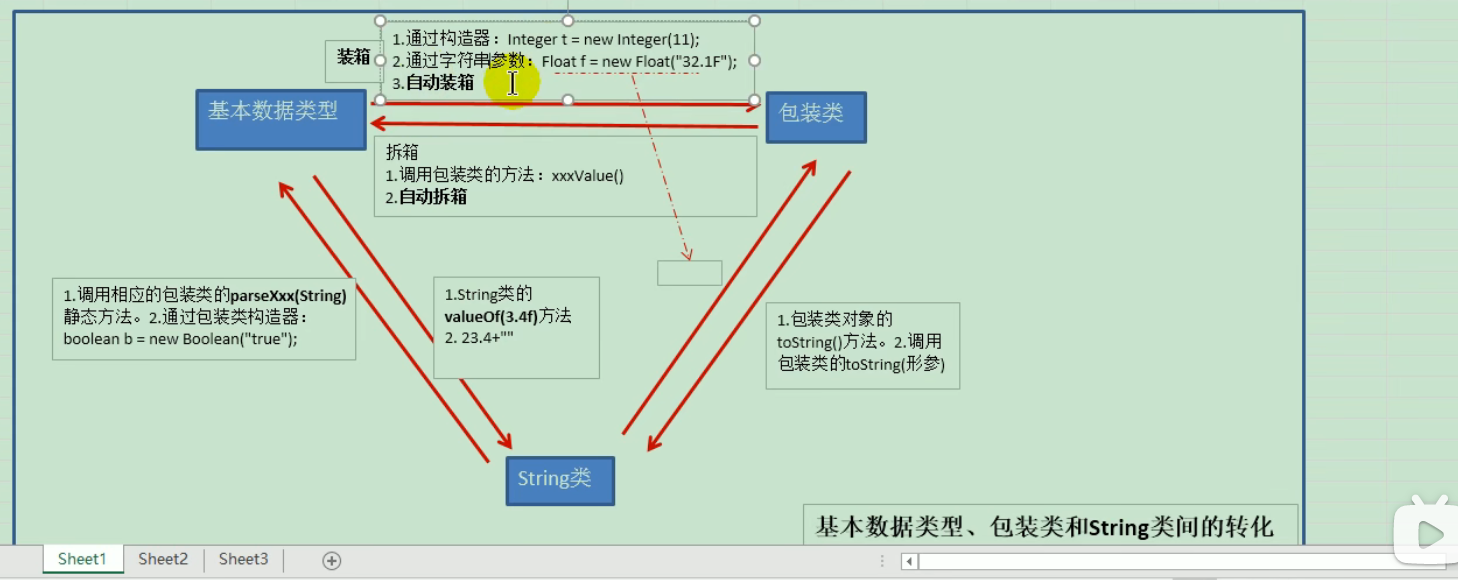 装箱
1.通过构造器：Integer t = new Integer(11);
2.通过字符串参数：Float f = new Float("32.1F");
3.自动装箱
基本数据类型
包装类
拆箱
1.调用包装类的方法：xxxValue()
2.自动拆箱
1.调用相应的包装类的parseXxx(String)
静态方法。2.通过包装类构造器：
boolean b = new Boolean("true");
1.String类的
valueOf(3.4f)方法
2. 23.4+""
1.包装类对象的
toString()方法。2.调用
包装类的toString(形参)
String类
基本数据类型、包装类和String类间的转化
Sheet1
Sheet2
Sheet3